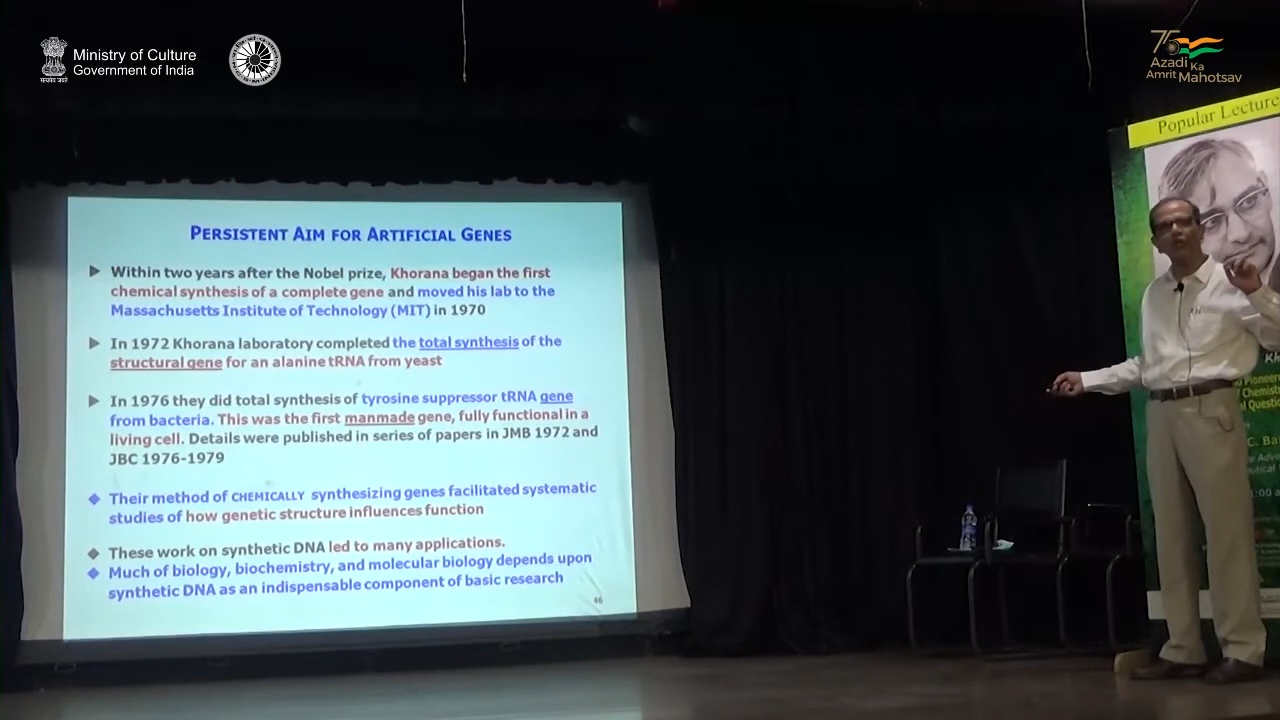 Ministry of Culture
Government of India
सत्यमेव जयते
75
Azadi Ka
Amrit Mahotsav
Popular Lecture
PERSISTENT AIM FOR ARTIFICIAL GENES
Within two years after the Nobel prize, Khorana began the first
chemical synthesis of a complete gene and moved his lab to the
Massachusetts Institute of Technology (MIT) in 1970
In 1972 Khorana laboratory completed the total synthesis of the
structural gene for an alanine tRNA from yeast
In 1976 they did total synthesis of tyrosine suppressor tRNA gene
from bacteria. This was the first manmade gene, fully functional in a
living cell. Details were published in series of papers in JMB 1972 and
JBC 1976-1979
Their method of CHEMICALLY synthesizing genes facilitated systematic
studies of how genetic structure influences function
These work on synthetic DNA led to many applications.
Much of biology, biochemistry, and molecular biology depends upon
synthetic DNA as an indispensable component of basic research
46